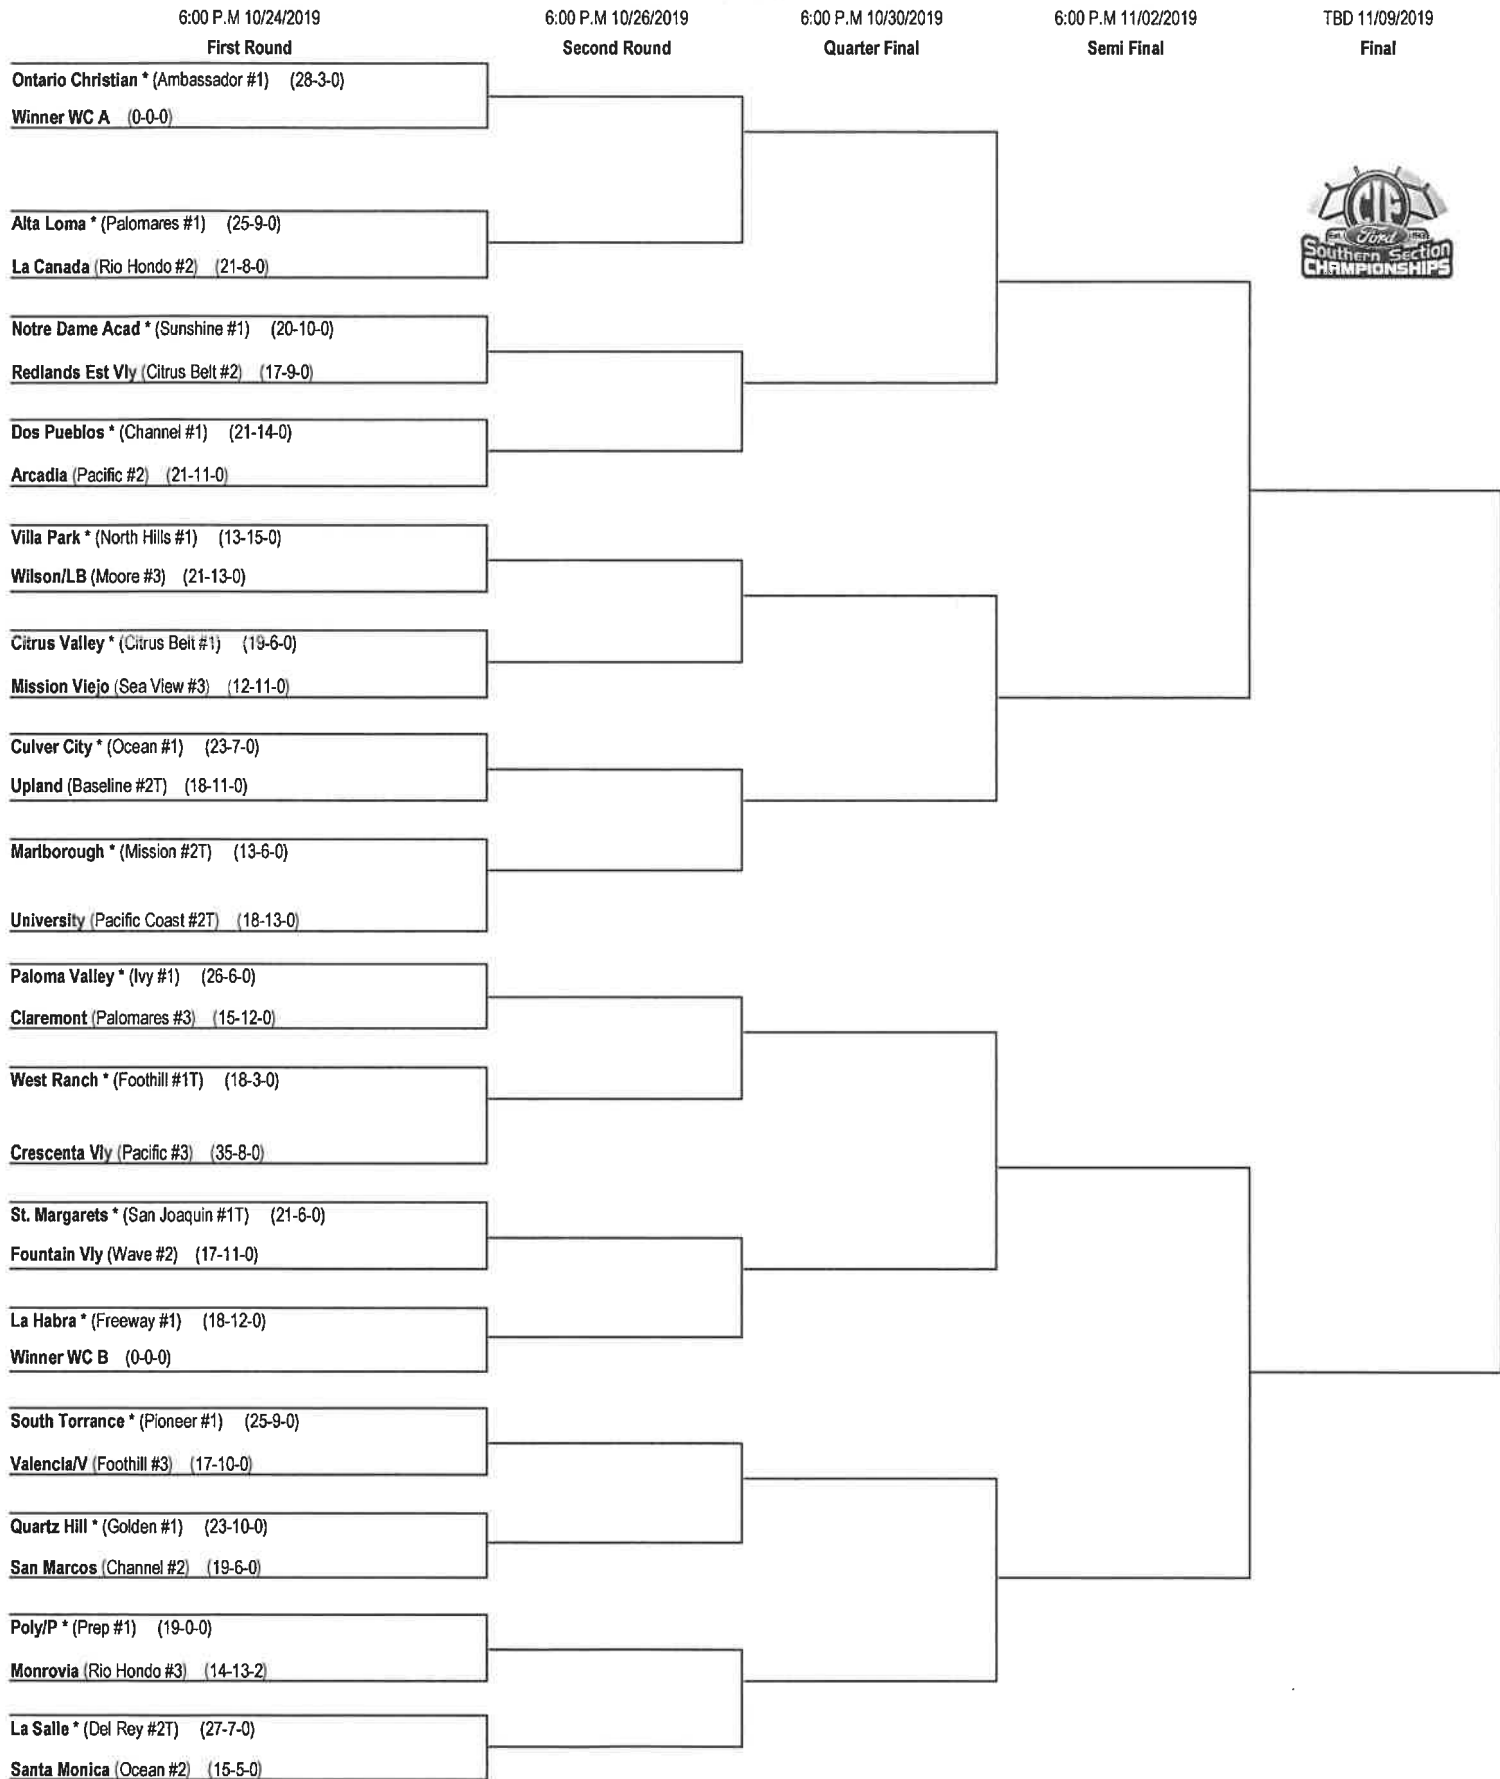 6:00 P.M 10/24/2019 6:00 P.M 10/26/2019 6:00 P.M 10/30/2019 6:00 P.M 11/02/2019 TBD 11/09/2019
First Round Second Round Quarter Final Semi Final Final
Ontario Christian * (Ambassador #1) (28-3-0)
Winner WC A (0-0-0)
Alta Loma * (Palomares #1) (25-9-0)
La Canada (Rio Hondo #2) (21-8-0)
CIF
Ford
Southern Section
CHAMPIONSHIPS
Notre Dame Acad * (Sunshine #1) (20-10-0)
Redlands Est Vly (Citrus Belt #2) (17-9-0)
Dos Pueblos * (Channel #1) (21-14-0)
Arcadia (Pacific #2) (21-11-0)
Villa Park * (North Hills #1) (13-15-0)
Wilson/LB (Moore #3) (21-13-0)
Citrus Valley * (Citrus Belt #1) (19-6-0)
Mission Viejo (Sea View #3) (12-11-0)
Culver City * (Ocean #1) (23-7-0)
Upland (Baseline #2T) (18-11-0)
Marlborough * (Mission #2T) (13-6-0)
University (Pacific Coast #2T) (18-13-0)
Paloma Valley * (Ivy #1) (26-6-0)
Claremont (Palomares #3) (15-12-0)
West Ranch * (Foothill #1T) (18-3-0)
Crescenta Vly (Pacific #3) (35-8-0)
St. Margarets * (San Joaquin #1T) (21-6-0)
Fountain Vly (Wave #2) (17-11-0)
La Habra * (Freeway #1) (18-12-0)
Winner WC B (0-0-0)
South Torrance * (Pioneer #1) (25-9-0)
Valencia/V (Foothill #3) (17-10-0)
Quartz Hill * (Golden #1) (23-10-0)
San Marcos (Channel #2) (19-6-0)
Poly/P * (Prep #1) (19-0-0)
Monrovia (Rio Hondo #3) (14-13-2)
La Salle * (Del Rey #2T) (27-7-0)
Santa Monica (Ocean #2) (15-5-0)